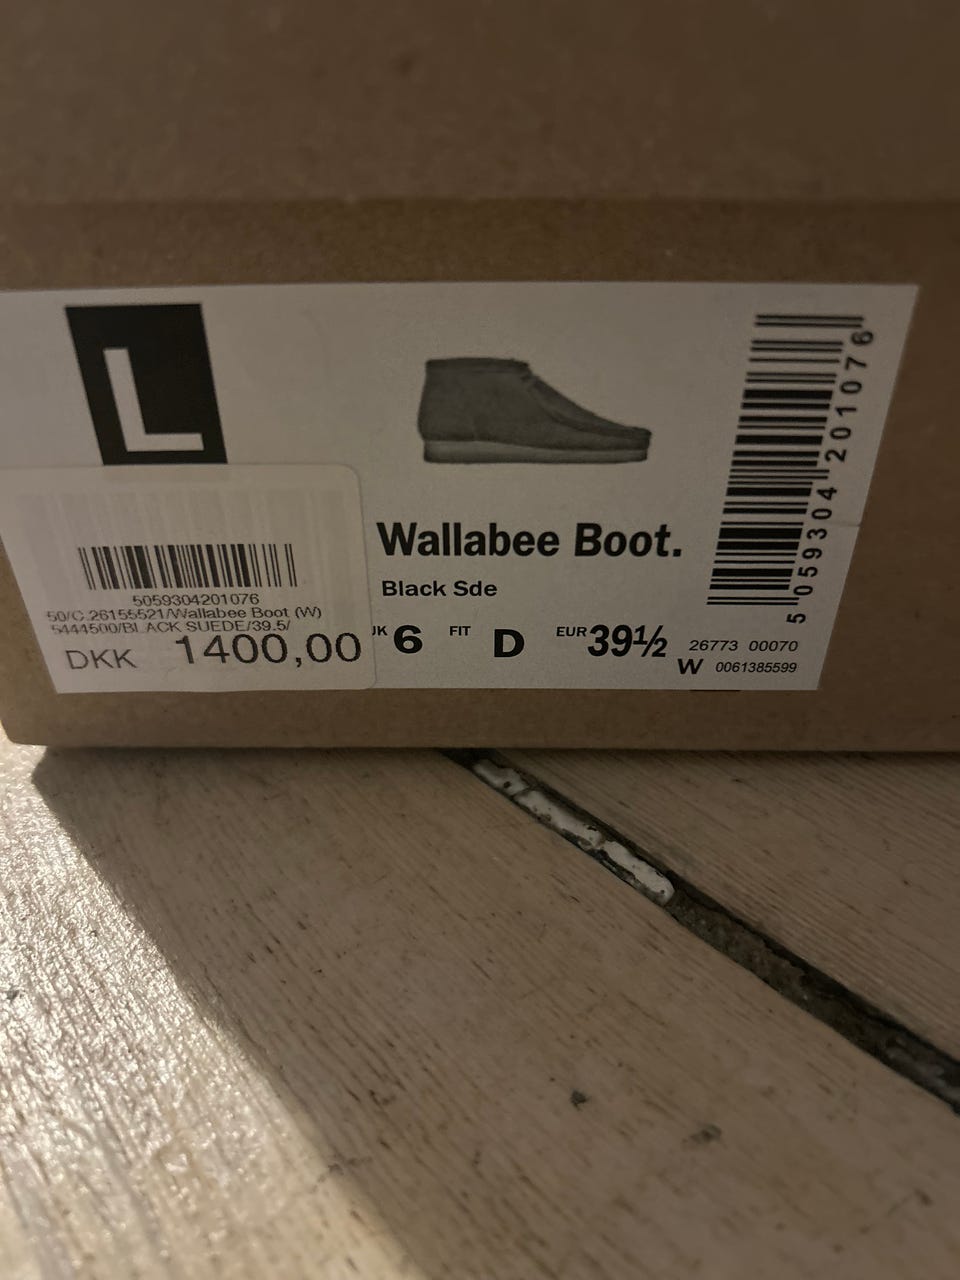 L
Wallabee Boot.
Black Sde
UK 6 FIT D EUR 39½
26773 00070
W 0061385599
5 059304 201076
5059304201076
50/C.26155521/Wallabee Boot (W)
5444500/BLACK SUEDE/39.5/
DKK 1400,00